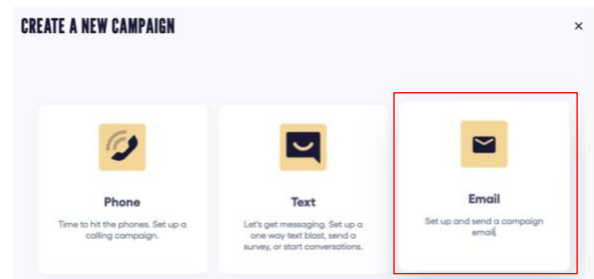 CREATE A NEW CAMPAIGN
×
Phone
Time to hit the phones. Set up a
calling campaign.
Text
Let's get messaging. Set up a
one way text blast, send a
survey, or start conversations.
Email
Set up and send a campaign
email.